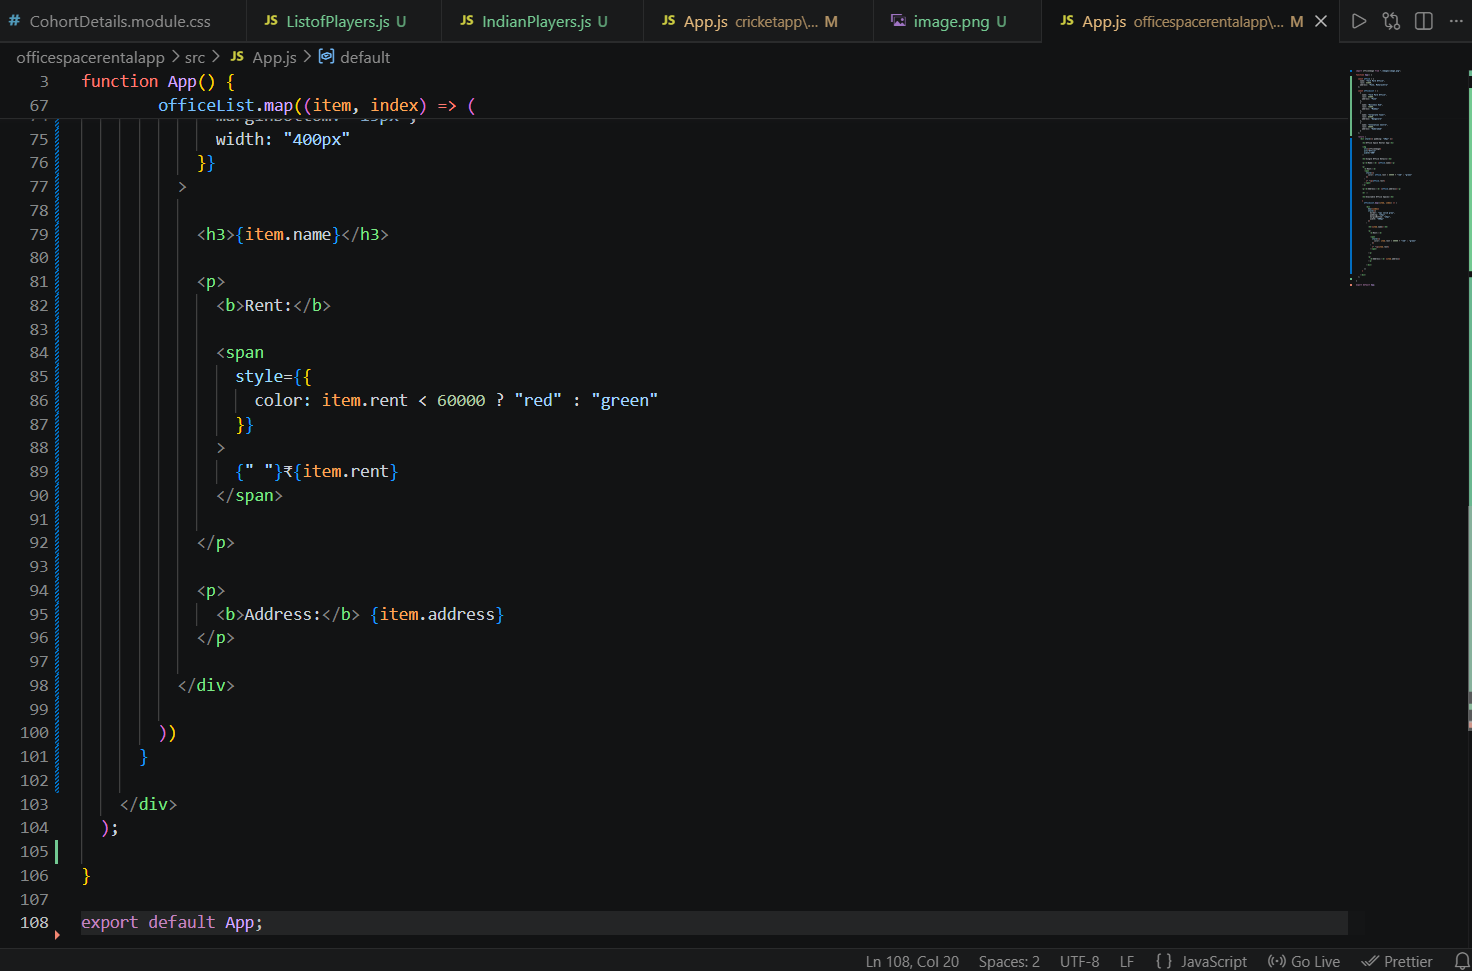 # CohortDetails.module.css JS ListofPlayers.js U JS IndianPlayers.js U JS App.js cricketapp\... M image.png U JS App.js officespacerentalapp\... M
officespacerentalapp > src > JS App.js > default
3 function App() {
67 officeList.map((item, index) => (
75 width: "400px"
76 }}
77 >
78
79 <h3>{item.name}</h3>
80
81 <p>
82 <b>Rent:</b>
83
84 <span
85 style={{
86 color: item.rent < 60000 ? "red" : "green"
87 }}
88 >
89 {" "}₹{item.rent}
90 </span>
91
92 </p>
93
94 <p>
95 <b>Address:</b> {item.address}
96 </p>
97
98 </div>
99
100 ))
101 }
102
103 </div>
104 );
105
106 }
107
108 export default App;
Ln 108, Col 20 Spaces: 2 UTF-8 LF { } JavaScript Go Live Prettier